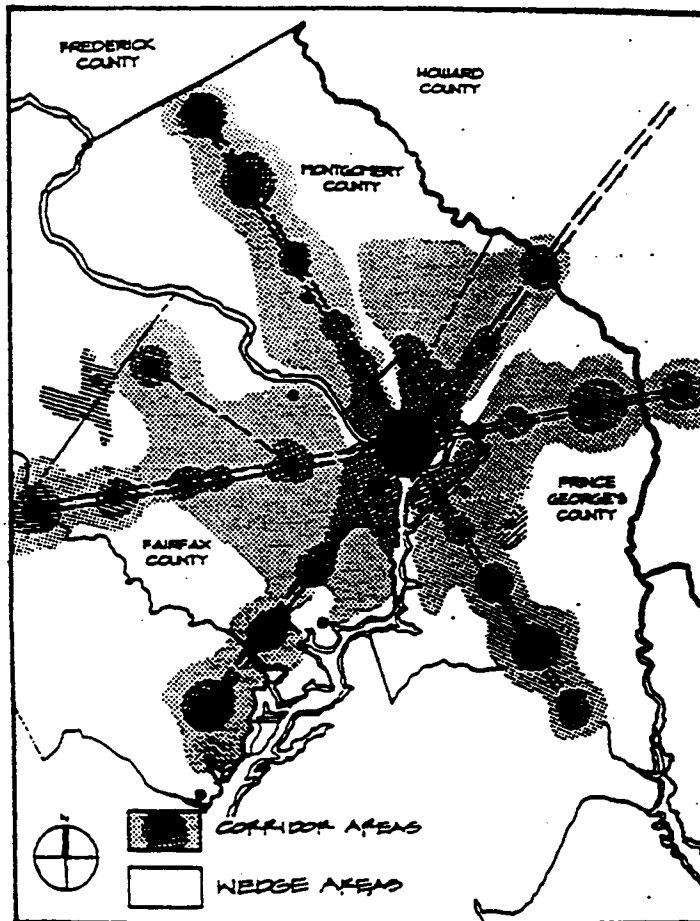 FREDERICK
COUNTY
HOWARD
COUNTY
MONTGOMERY
COUNTY
PRINCE
GEORGE'S
COUNTY
FAIRFAX
COUNTY
N
CORRIDOR AREAS
WEDGE AREAS